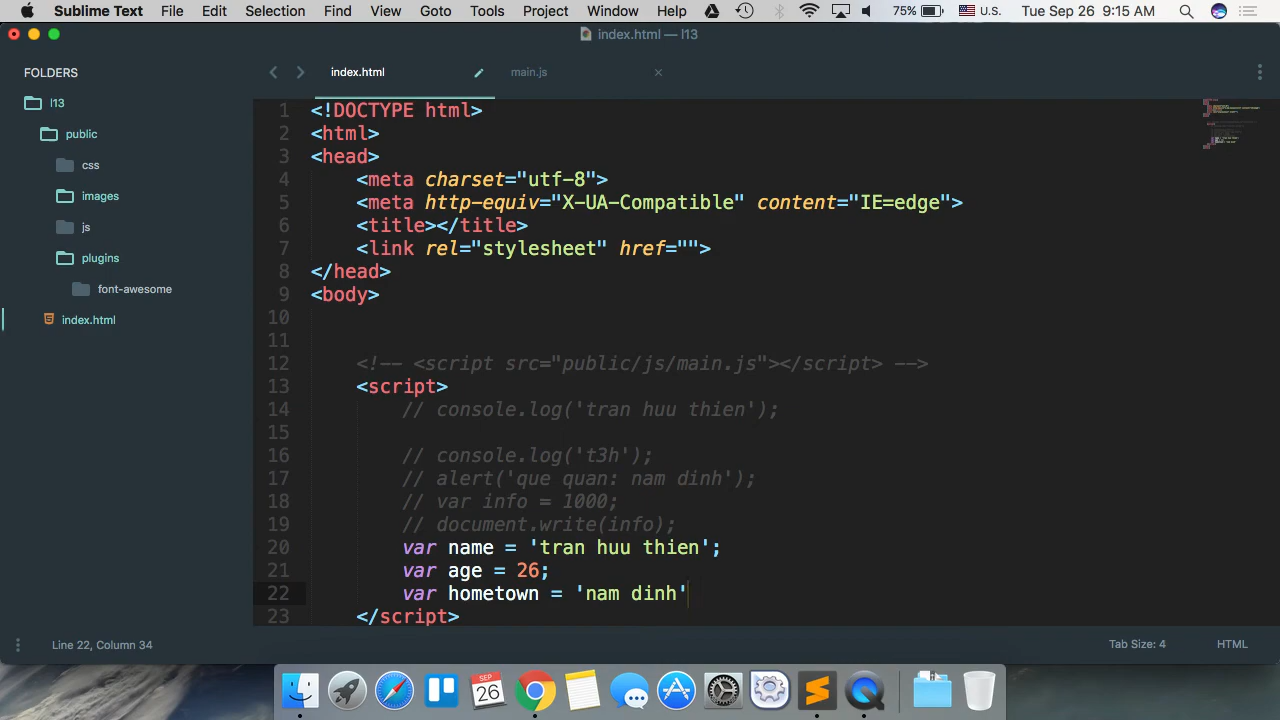 Sublime Text File Edit Selection Find View Goto Tools Project Window Help 75% U.S. Tue Sep 26 9:15 AM
index.html — l13
FOLDERS
l13
public
css
images
js
plugins
font-awesome
index.html
index.html main.js
1 <!DOCTYPE html>
2 <html>
3 <head>
4 <meta charset="utf-8">
5 <meta http-equiv="X-UA-Compatible" content="IE=edge">
6 <title></title>
7 <link rel="stylesheet" href="">
8 </head>
9 <body>
10
11
12 <!-- <script src="public/js/main.js"></script> -->
13 <script>
14 // console.log('tran huu thien');
15
16 // console.log('t3h');
17 // alert('que quan: nam dinh');
18 // var info = 1000;
19 // document.write(info);
20 var name = 'tran huu thien';
21 var age = 26;
22 var hometown = 'nam dinh'
23 </script>
Line 22, Column 34 Tab Size: 4 HTML
SEP
26